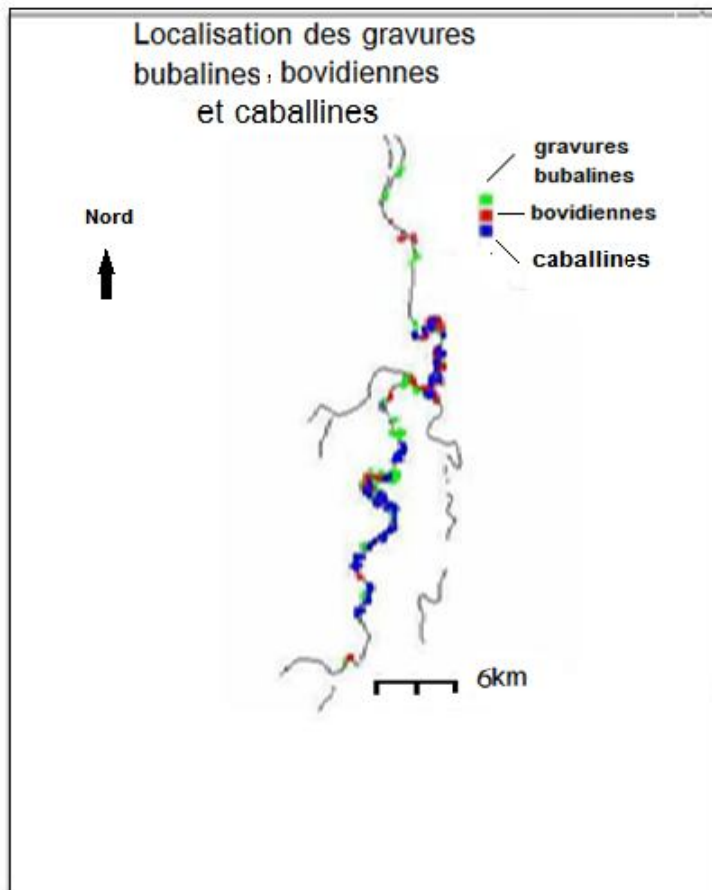 Localisation des gravures
bubalines, bovidiennes
et caballines
gravures
bubalines
Nord
bovidiennes
caballines
6km